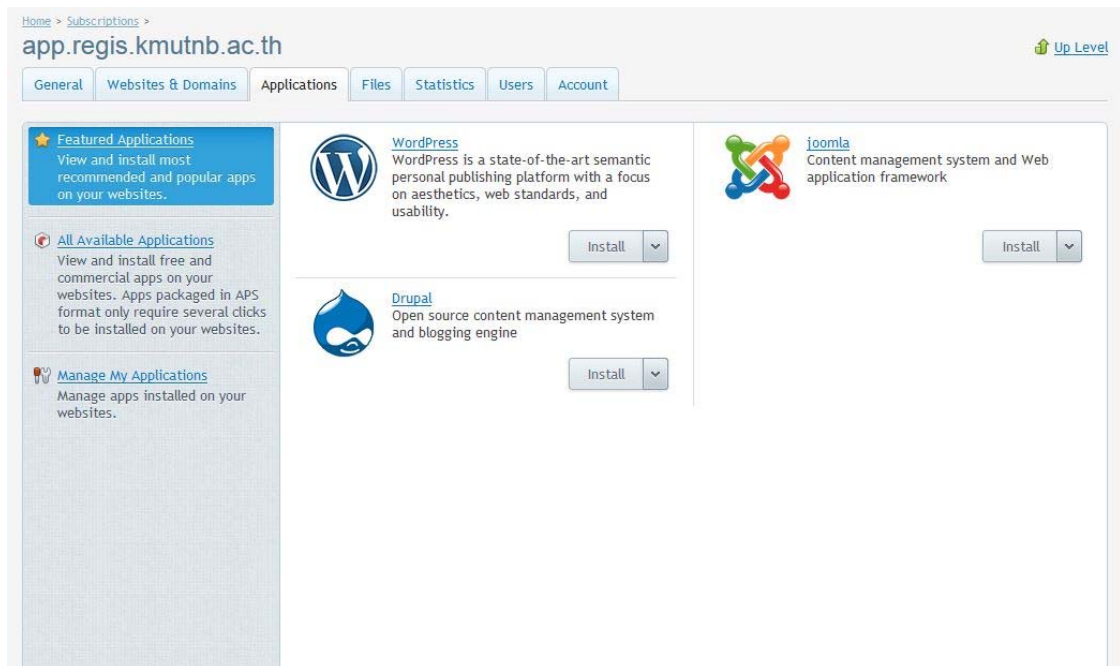 Home > Subscriptions >
app.regis.kmutnb.ac.th
Up Level
General Websites & Domains Applications Files Statistics Users Account
Featured Applications
View and install most
recommended and popular apps
on your websites.
All Available Applications
View and install free and
commercial apps on your
websites. Apps packaged in APS
format only require several clicks
to be installed on your websites.
Manage My Applications
Manage apps installed on your
websites.
WordPress
WordPress is a state-of-the-art semantic
personal publishing platform with a focus
on aesthetics, web standards, and
usability.
Install
joomla
Content management system and Web
application framework
Install
Drupal
Open source content management system
and blogging engine
Install